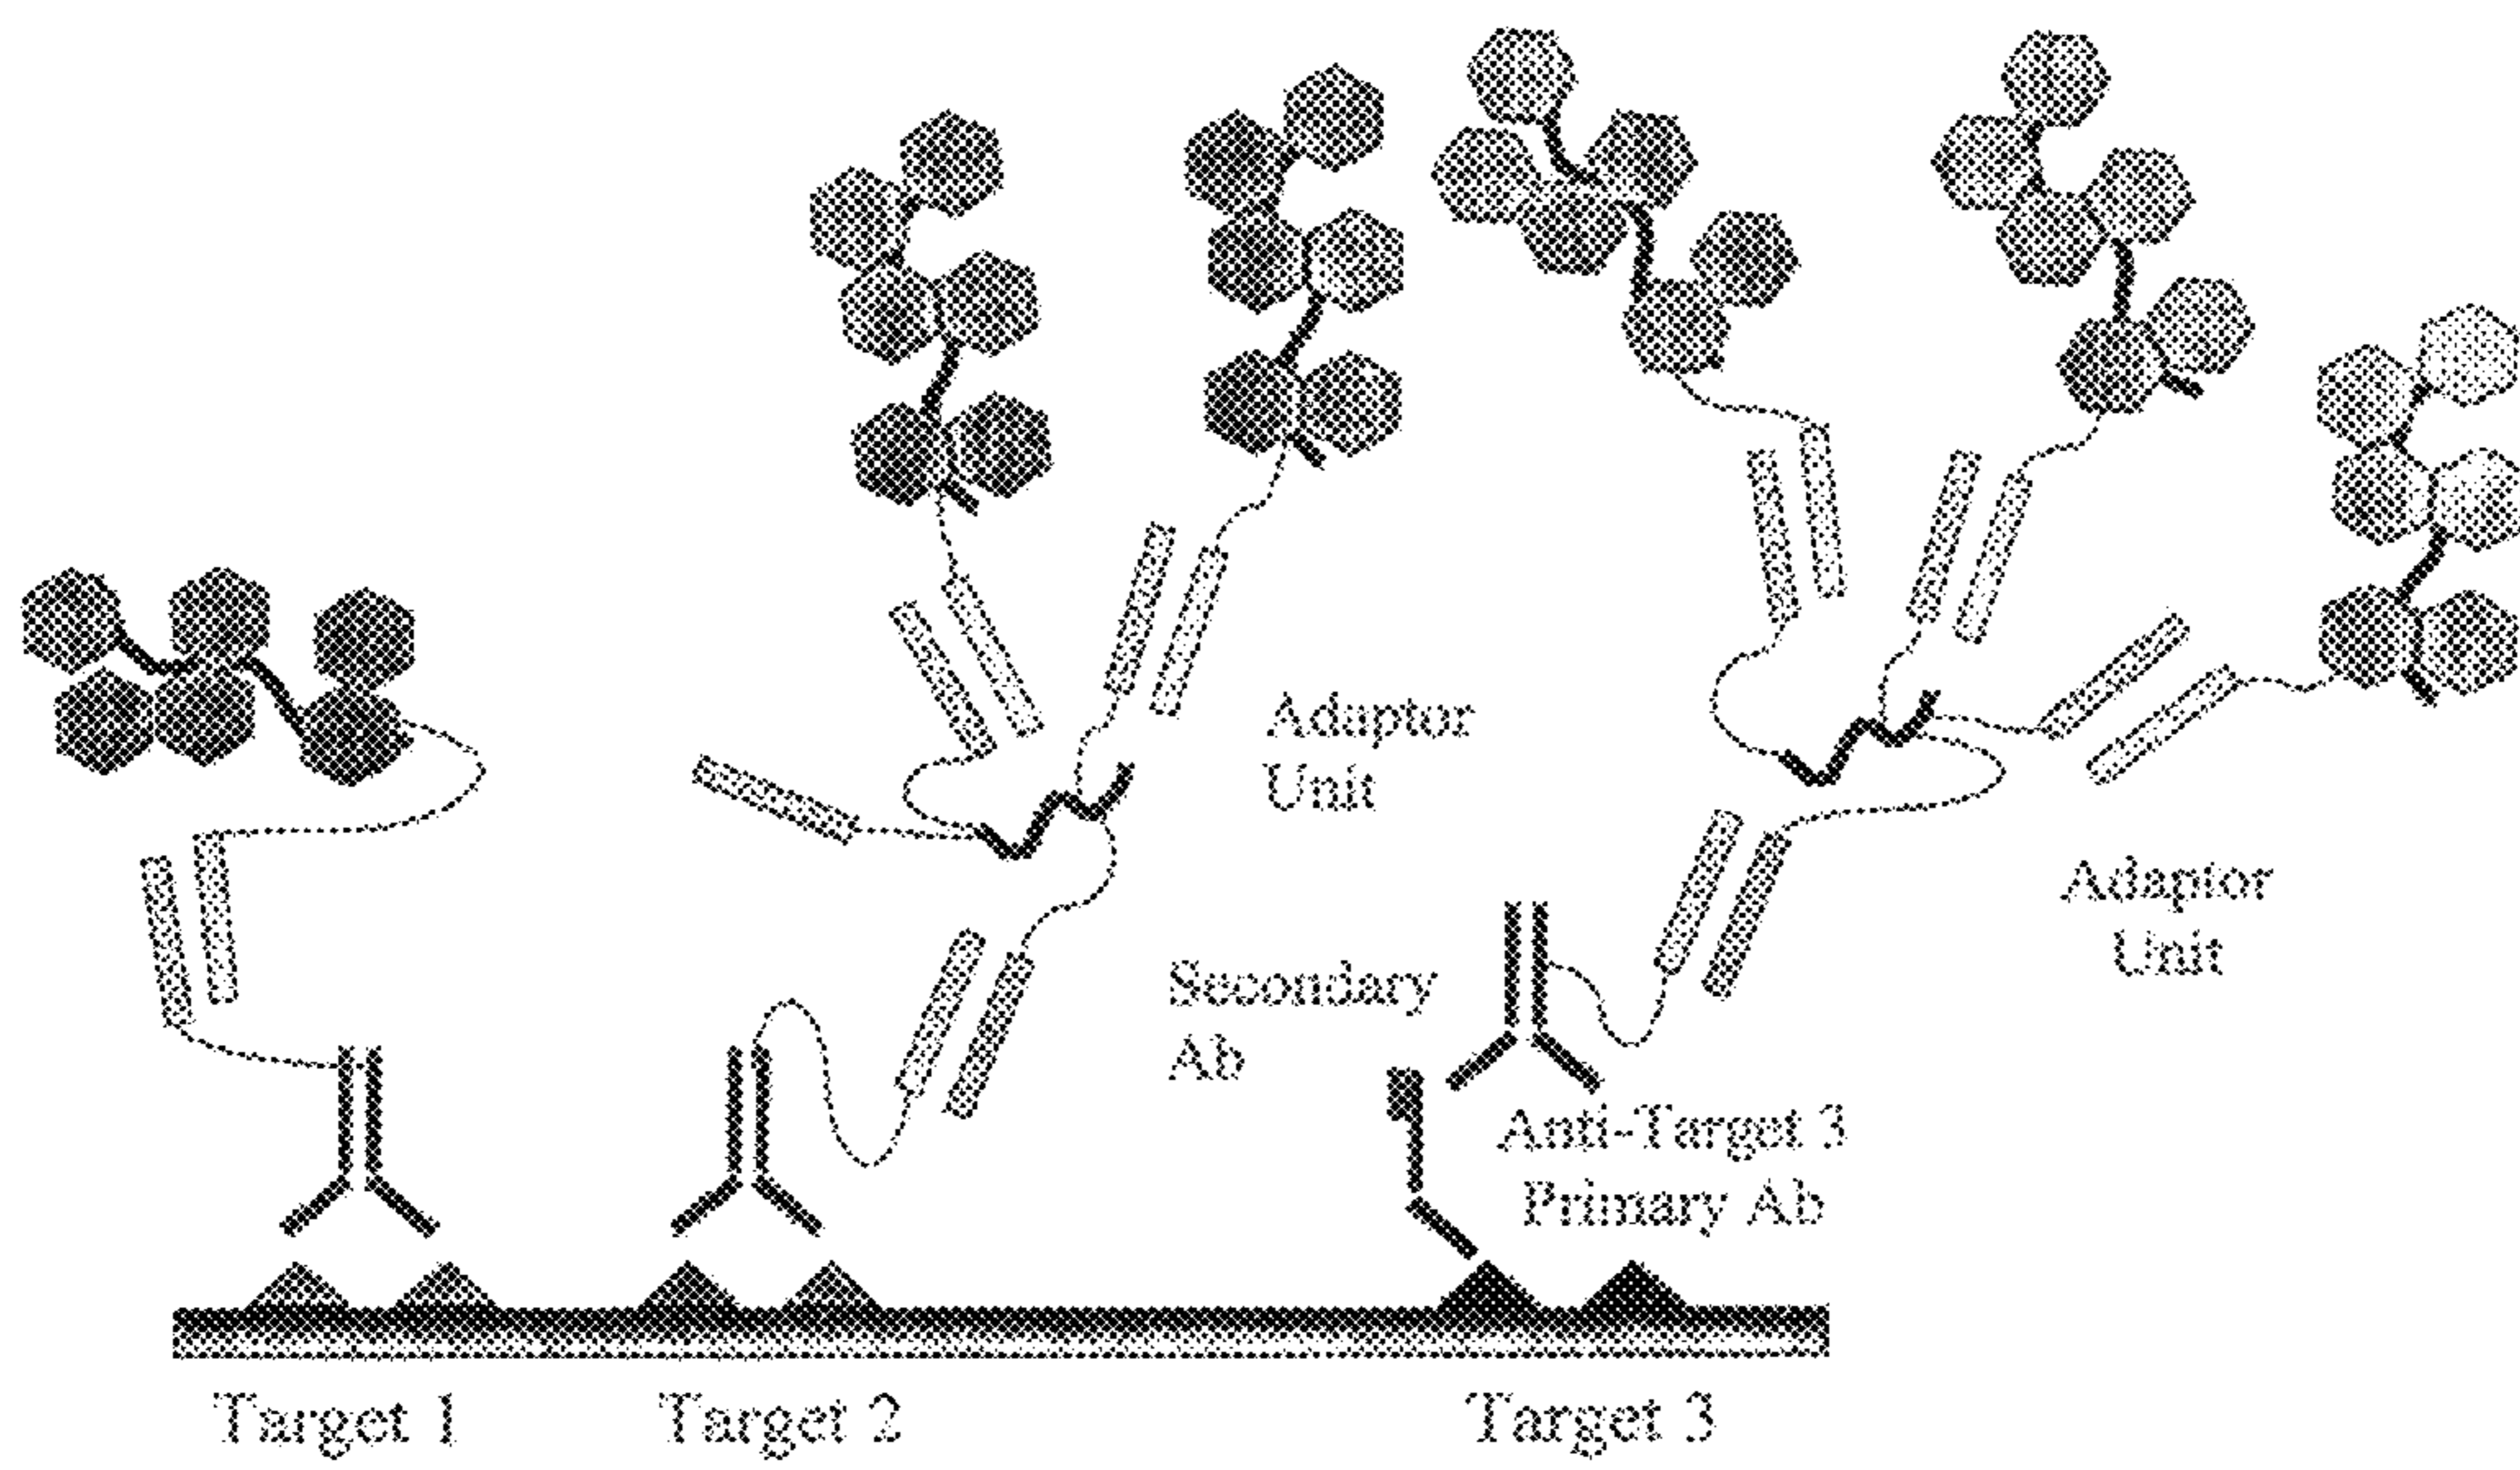 Adaptor
Unit
Adaptor
Unit
Secondary
Ab
Anti-Target 3
Primary Ab
Target 1
Target 2
Target 3